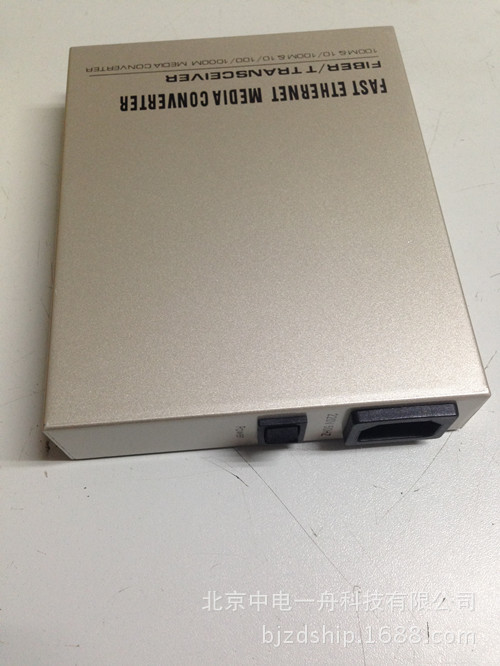 FAST ETHERNET MEDIA CONVERTER
FIBER/T TRANSCEIVER
100M & 10/100M & 10/100/1000M MEDIA CONVERTER
Power
北京中电一舟科技有限公司
bjzdship.1688.com